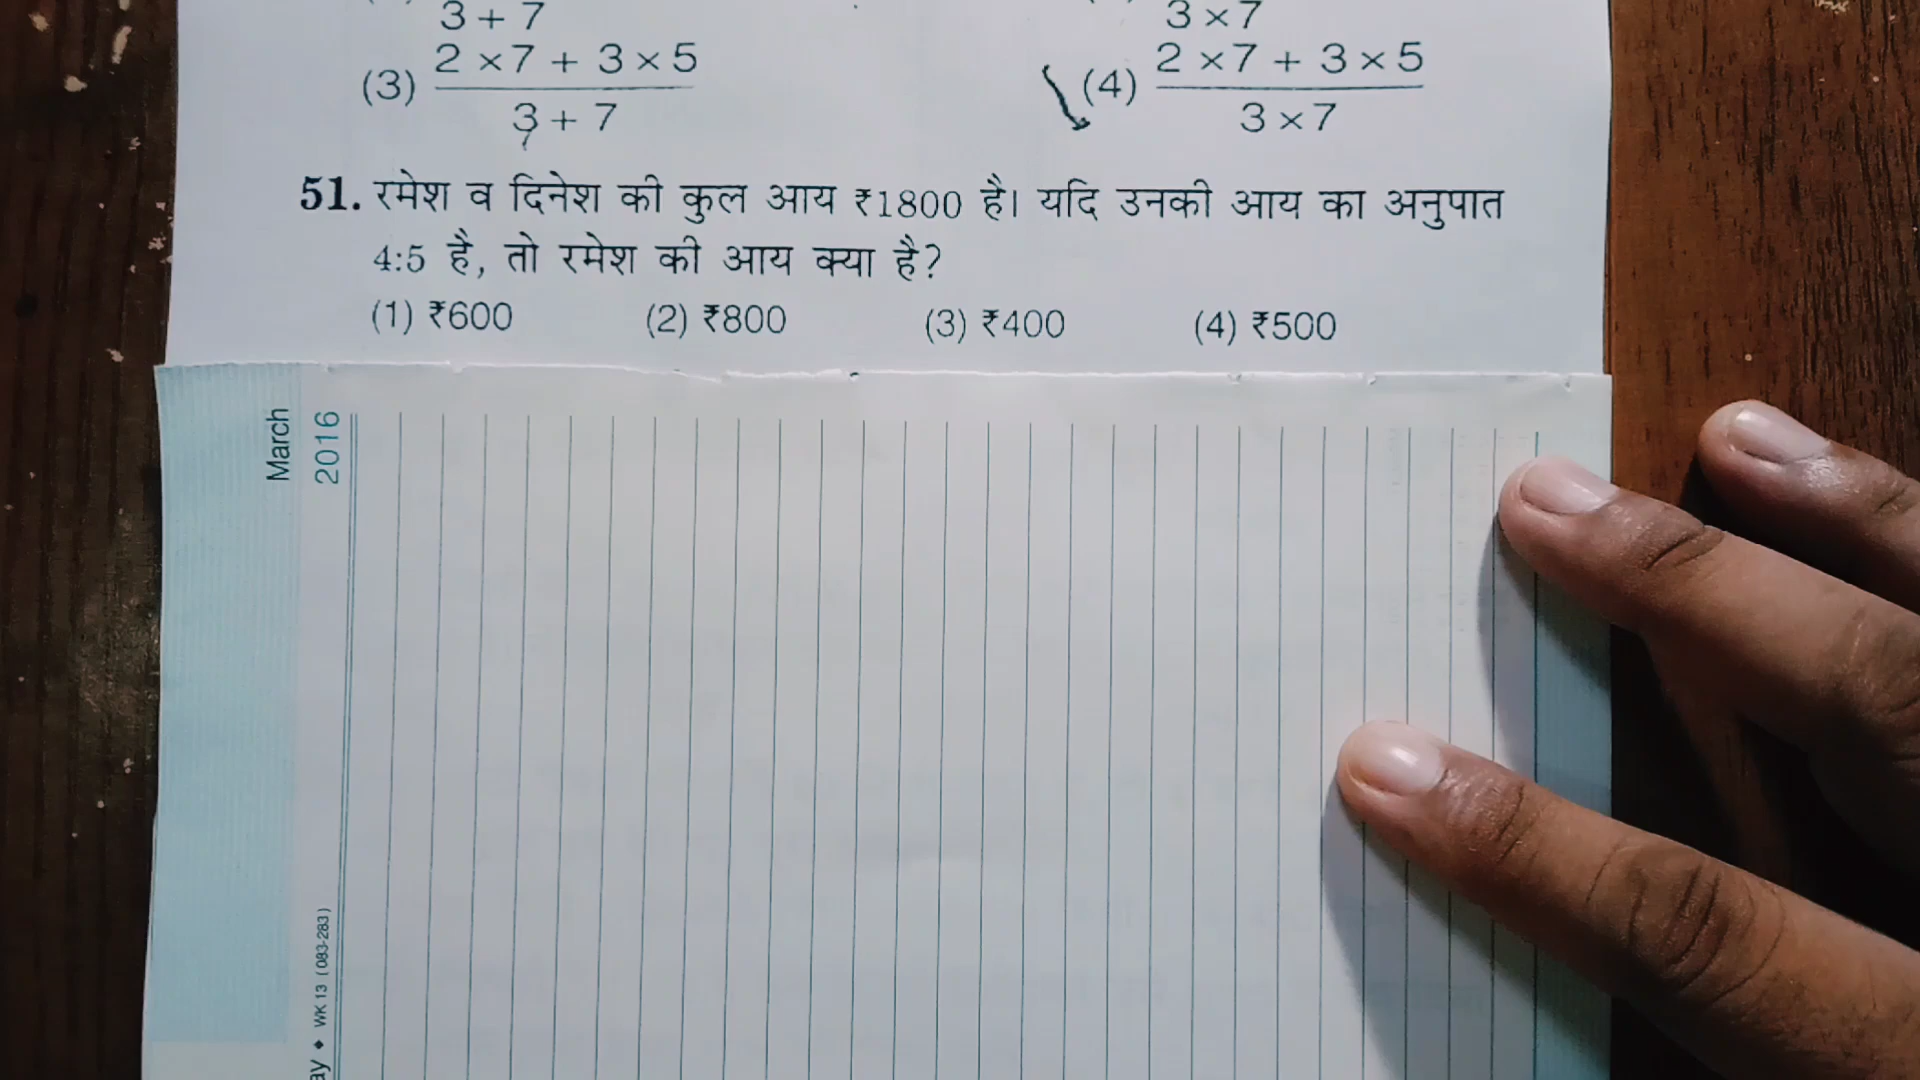 3 + 7
3 × 7
(3) 2 × 7 + 3 × 5
3 + 7
(4) 2 × 7 + 3 × 5
3 × 7
51. रमेश व दिनेश की कुल आय ₹1800 है। यदि उनकी आय का अनुपात
4:5 है, तो रमेश की आय क्या है?
(1) ₹600 (2) ₹800 (3) ₹400 (4) ₹500
March
2016
WK 13 (083-283)